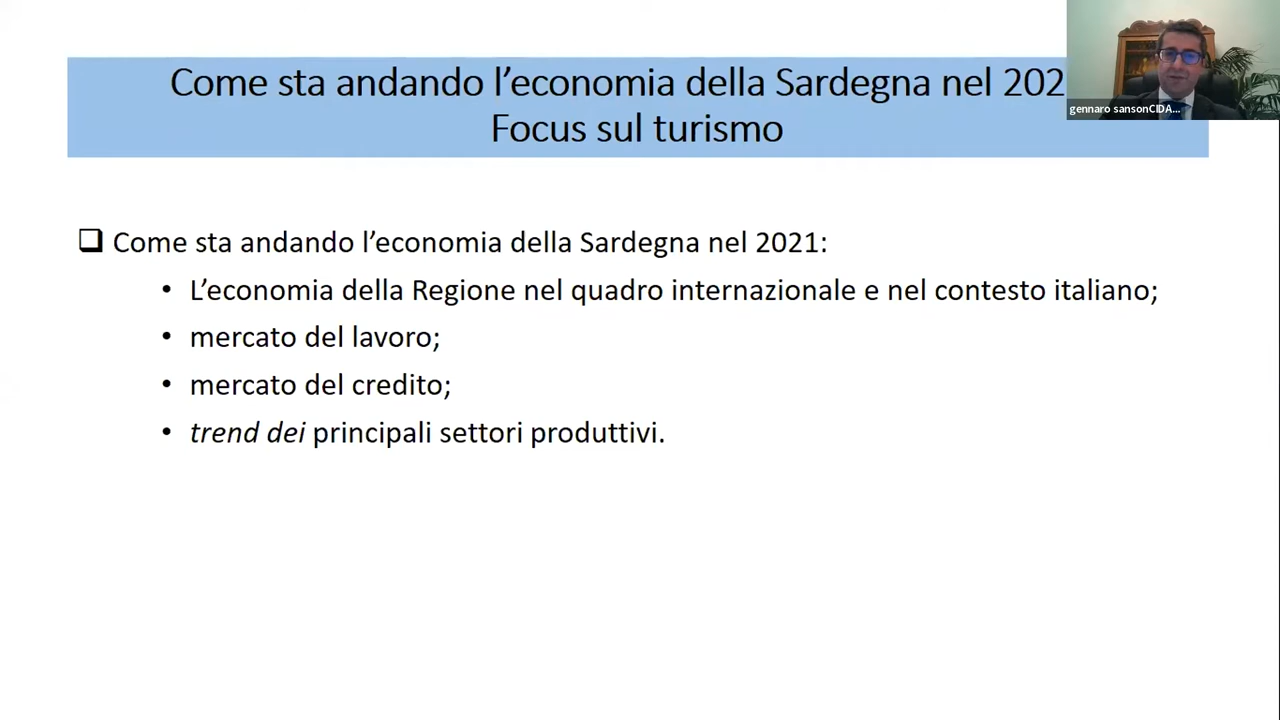 Come sta andando l'economia della Sardegna nel 202
Focus sul turismo
gennaro sansonCIDA...
Come sta andando l'economia della Sardegna nel 2021:
• L'economia della Regione nel quadro internazionale e nel contesto italiano;
• mercato del lavoro;
• mercato del credito;
• trend dei principali settori produttivi.